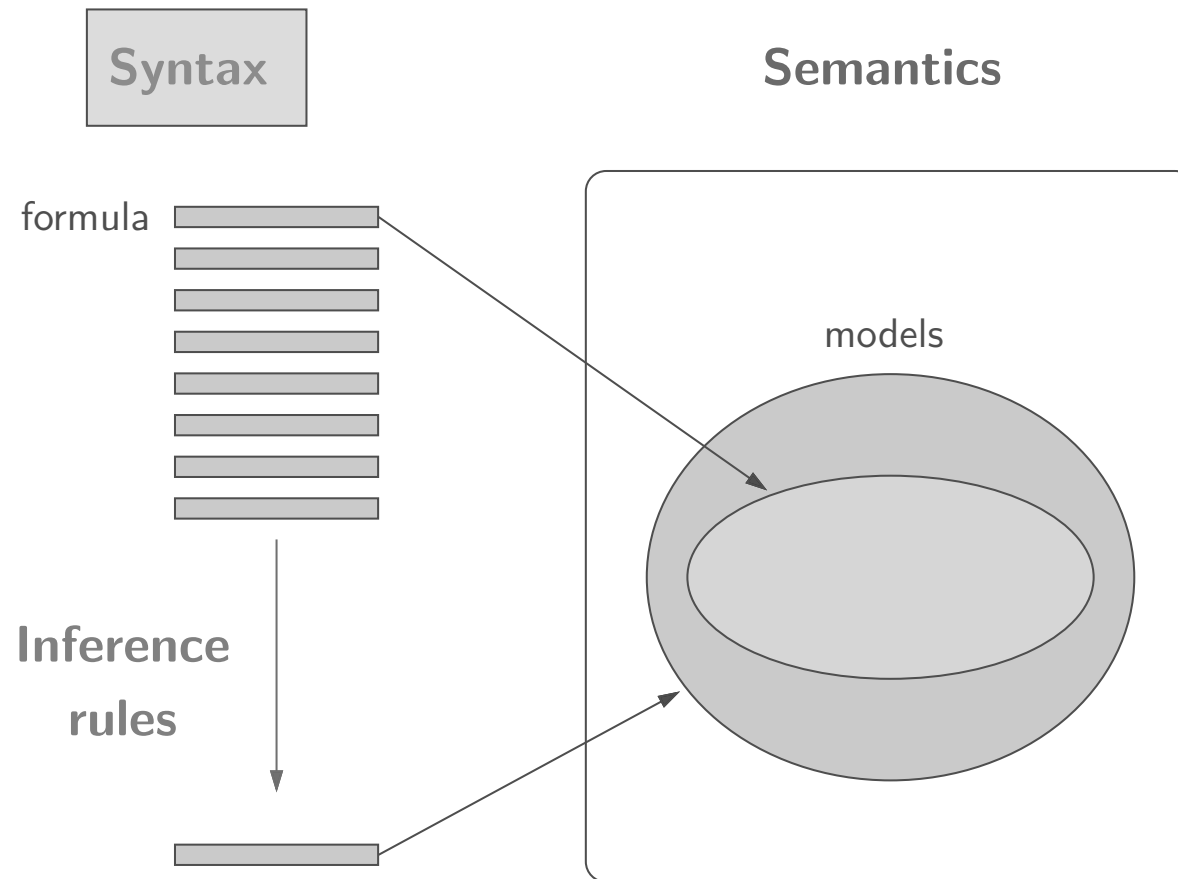 Syntax
Semantics
formula
models
Inference
rules